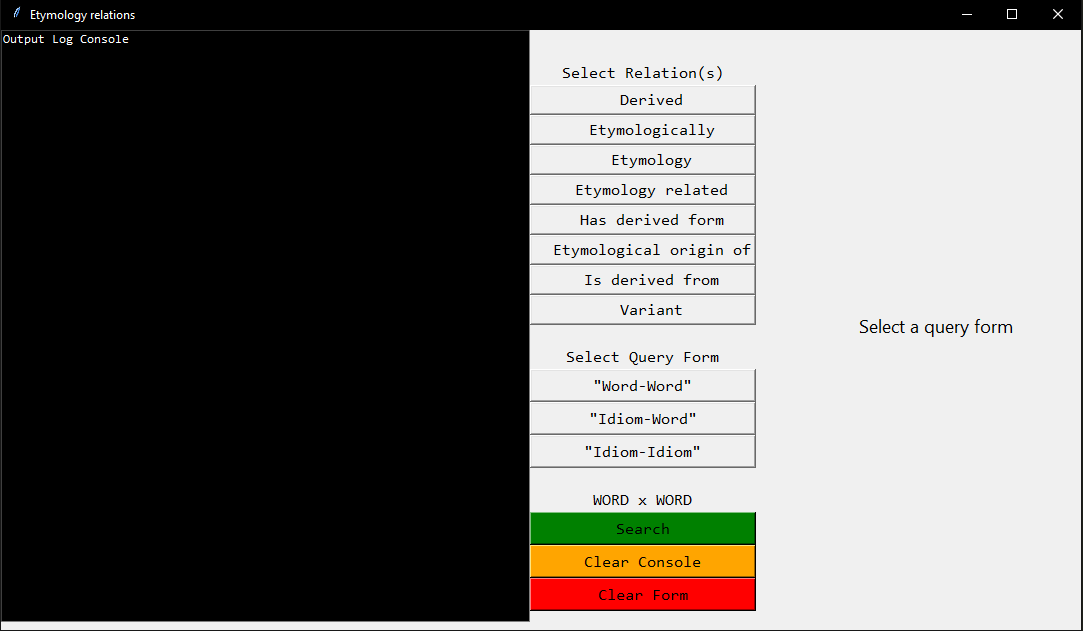 Etymology relations
Output Log Console
Select Relation(s)
Derived
Etymologically
Etymology
Etymology related
Has derived form
Etymological origin of
Is derived from
Variant
Select Query Form
"Word-Word"
"Idiom-Word"
"Idiom-Idiom"
WORD x WORD
Search
Clear Console
Clear Form
Select a query form